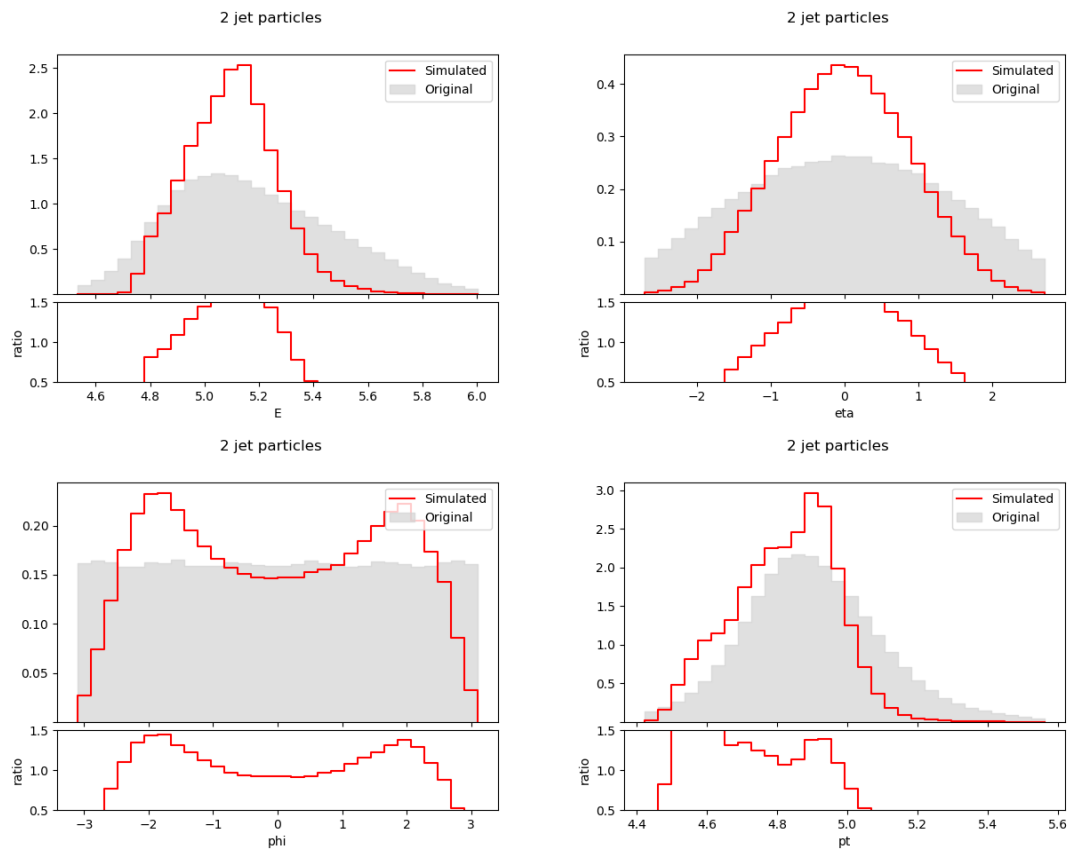 2 jet particles
Simulated
Original
2.5
2.0
1.5
1.0
0.5
1.5
1.0
0.5
ratio
4.6 4.8 5.0 5.2 5.4 5.6 5.8 6.0
E
2 jet particles
Simulated
Original
0.4
0.3
0.2
0.1
1.5
1.0
0.5
ratio
−2 −1 0 1 2
eta
2 jet particles
Simulated
Original
0.20
0.15
0.10
0.05
1.5
1.0
0.5
ratio
−3 −2 −1 0 1 2 3
phi
2 jet particles
Simulated
Original
3.0
2.5
2.0
1.5
1.0
0.5
1.5
1.0
0.5
ratio
4.4 4.6 4.8 5.0 5.2 5.4 5.6
pt